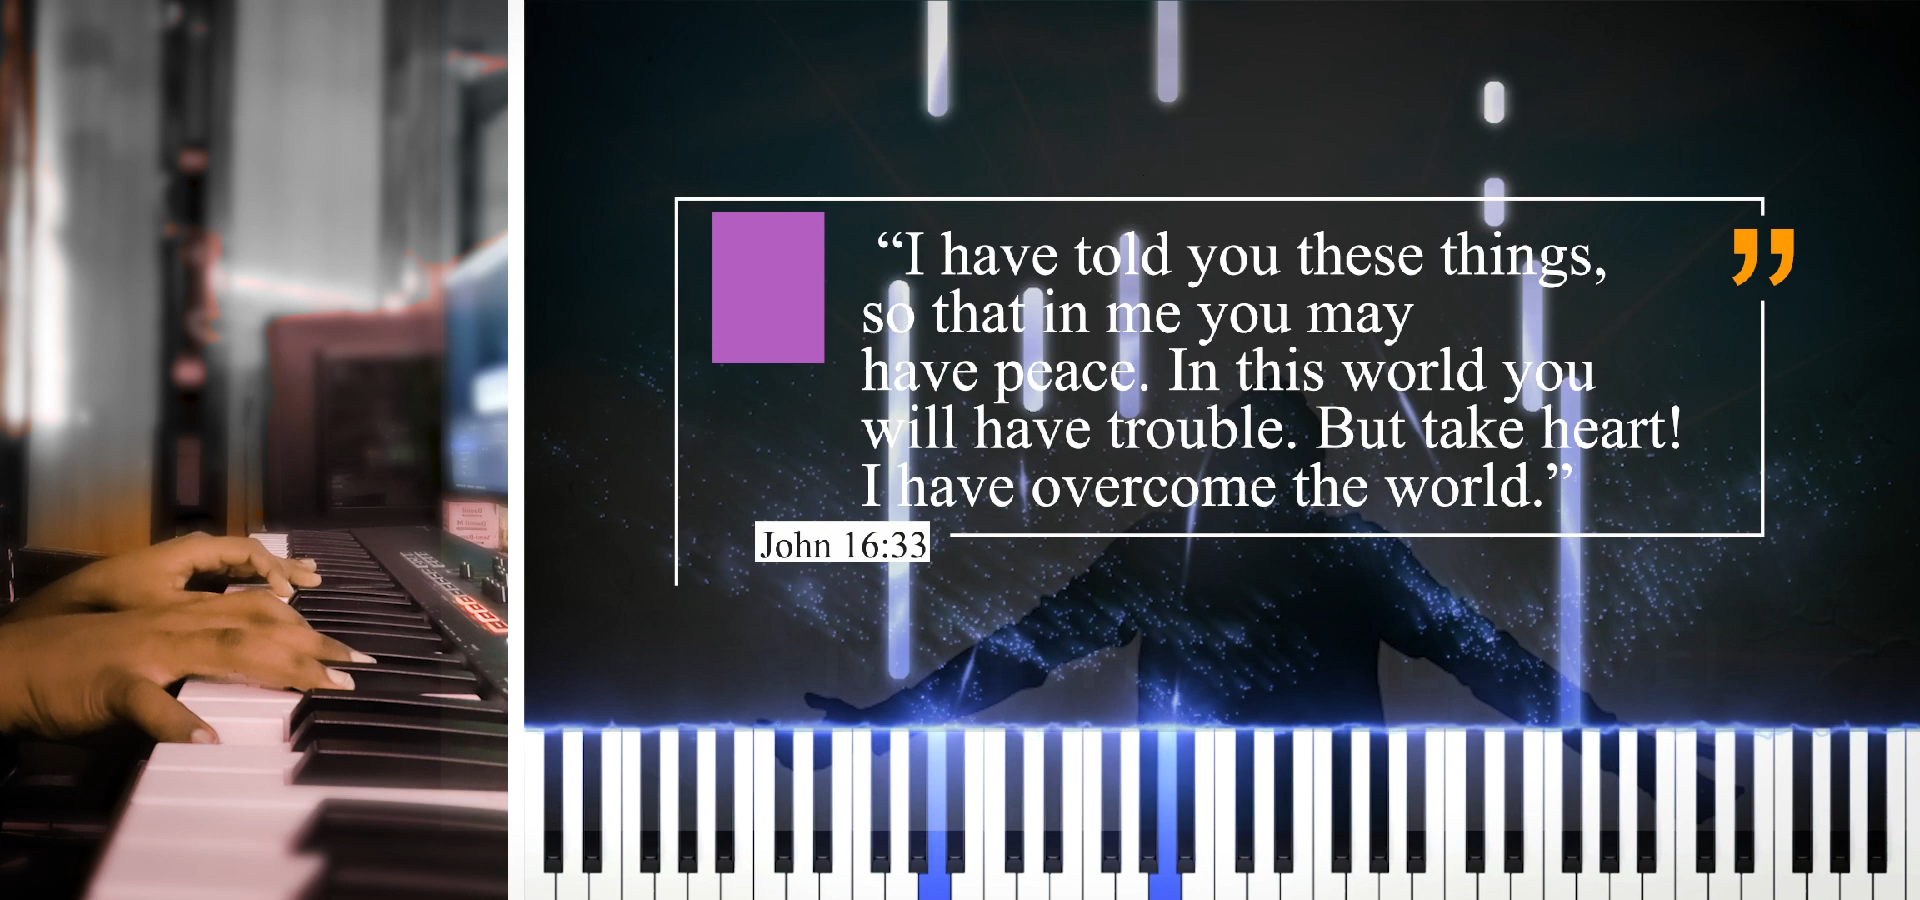 “I have told you these things,
so that in me you may
have peace. In this world you
will have trouble. But take heart!
I have overcome the world.”
John 16:33